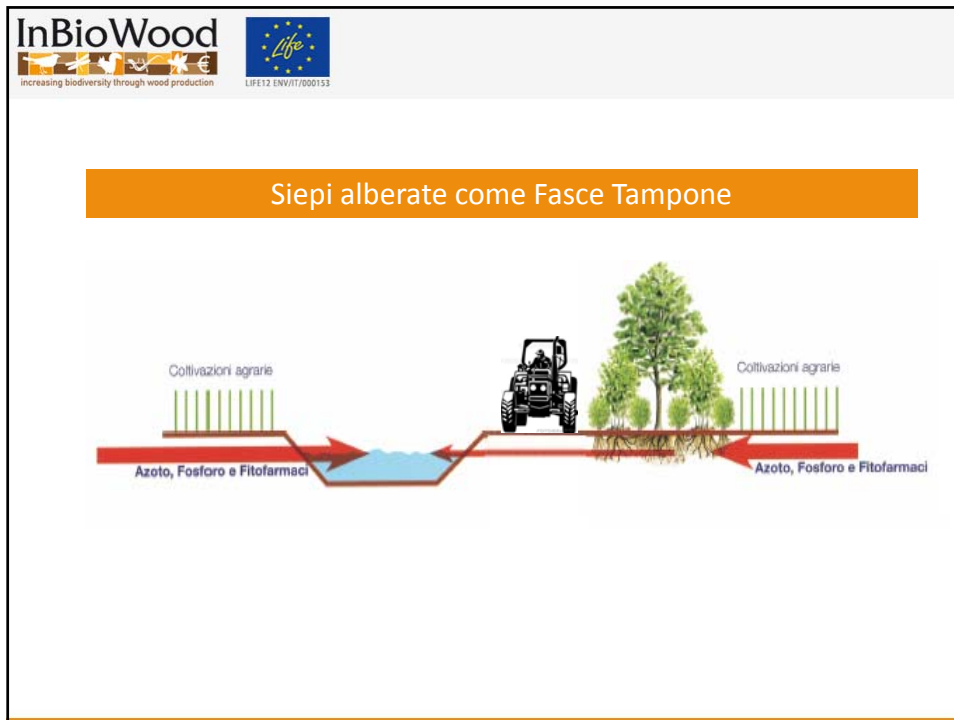 InBioWood
increasing biodiversity through wood production
Life
LIFE12 ENV/IT/000153
Siepi alberate come Fasce Tampone
Coltivazioni agrarie
Coltivazioni agrarie
Azoto, Fosforo e Fitofarmaci
Azoto, Fosforo e Fitofarmaci